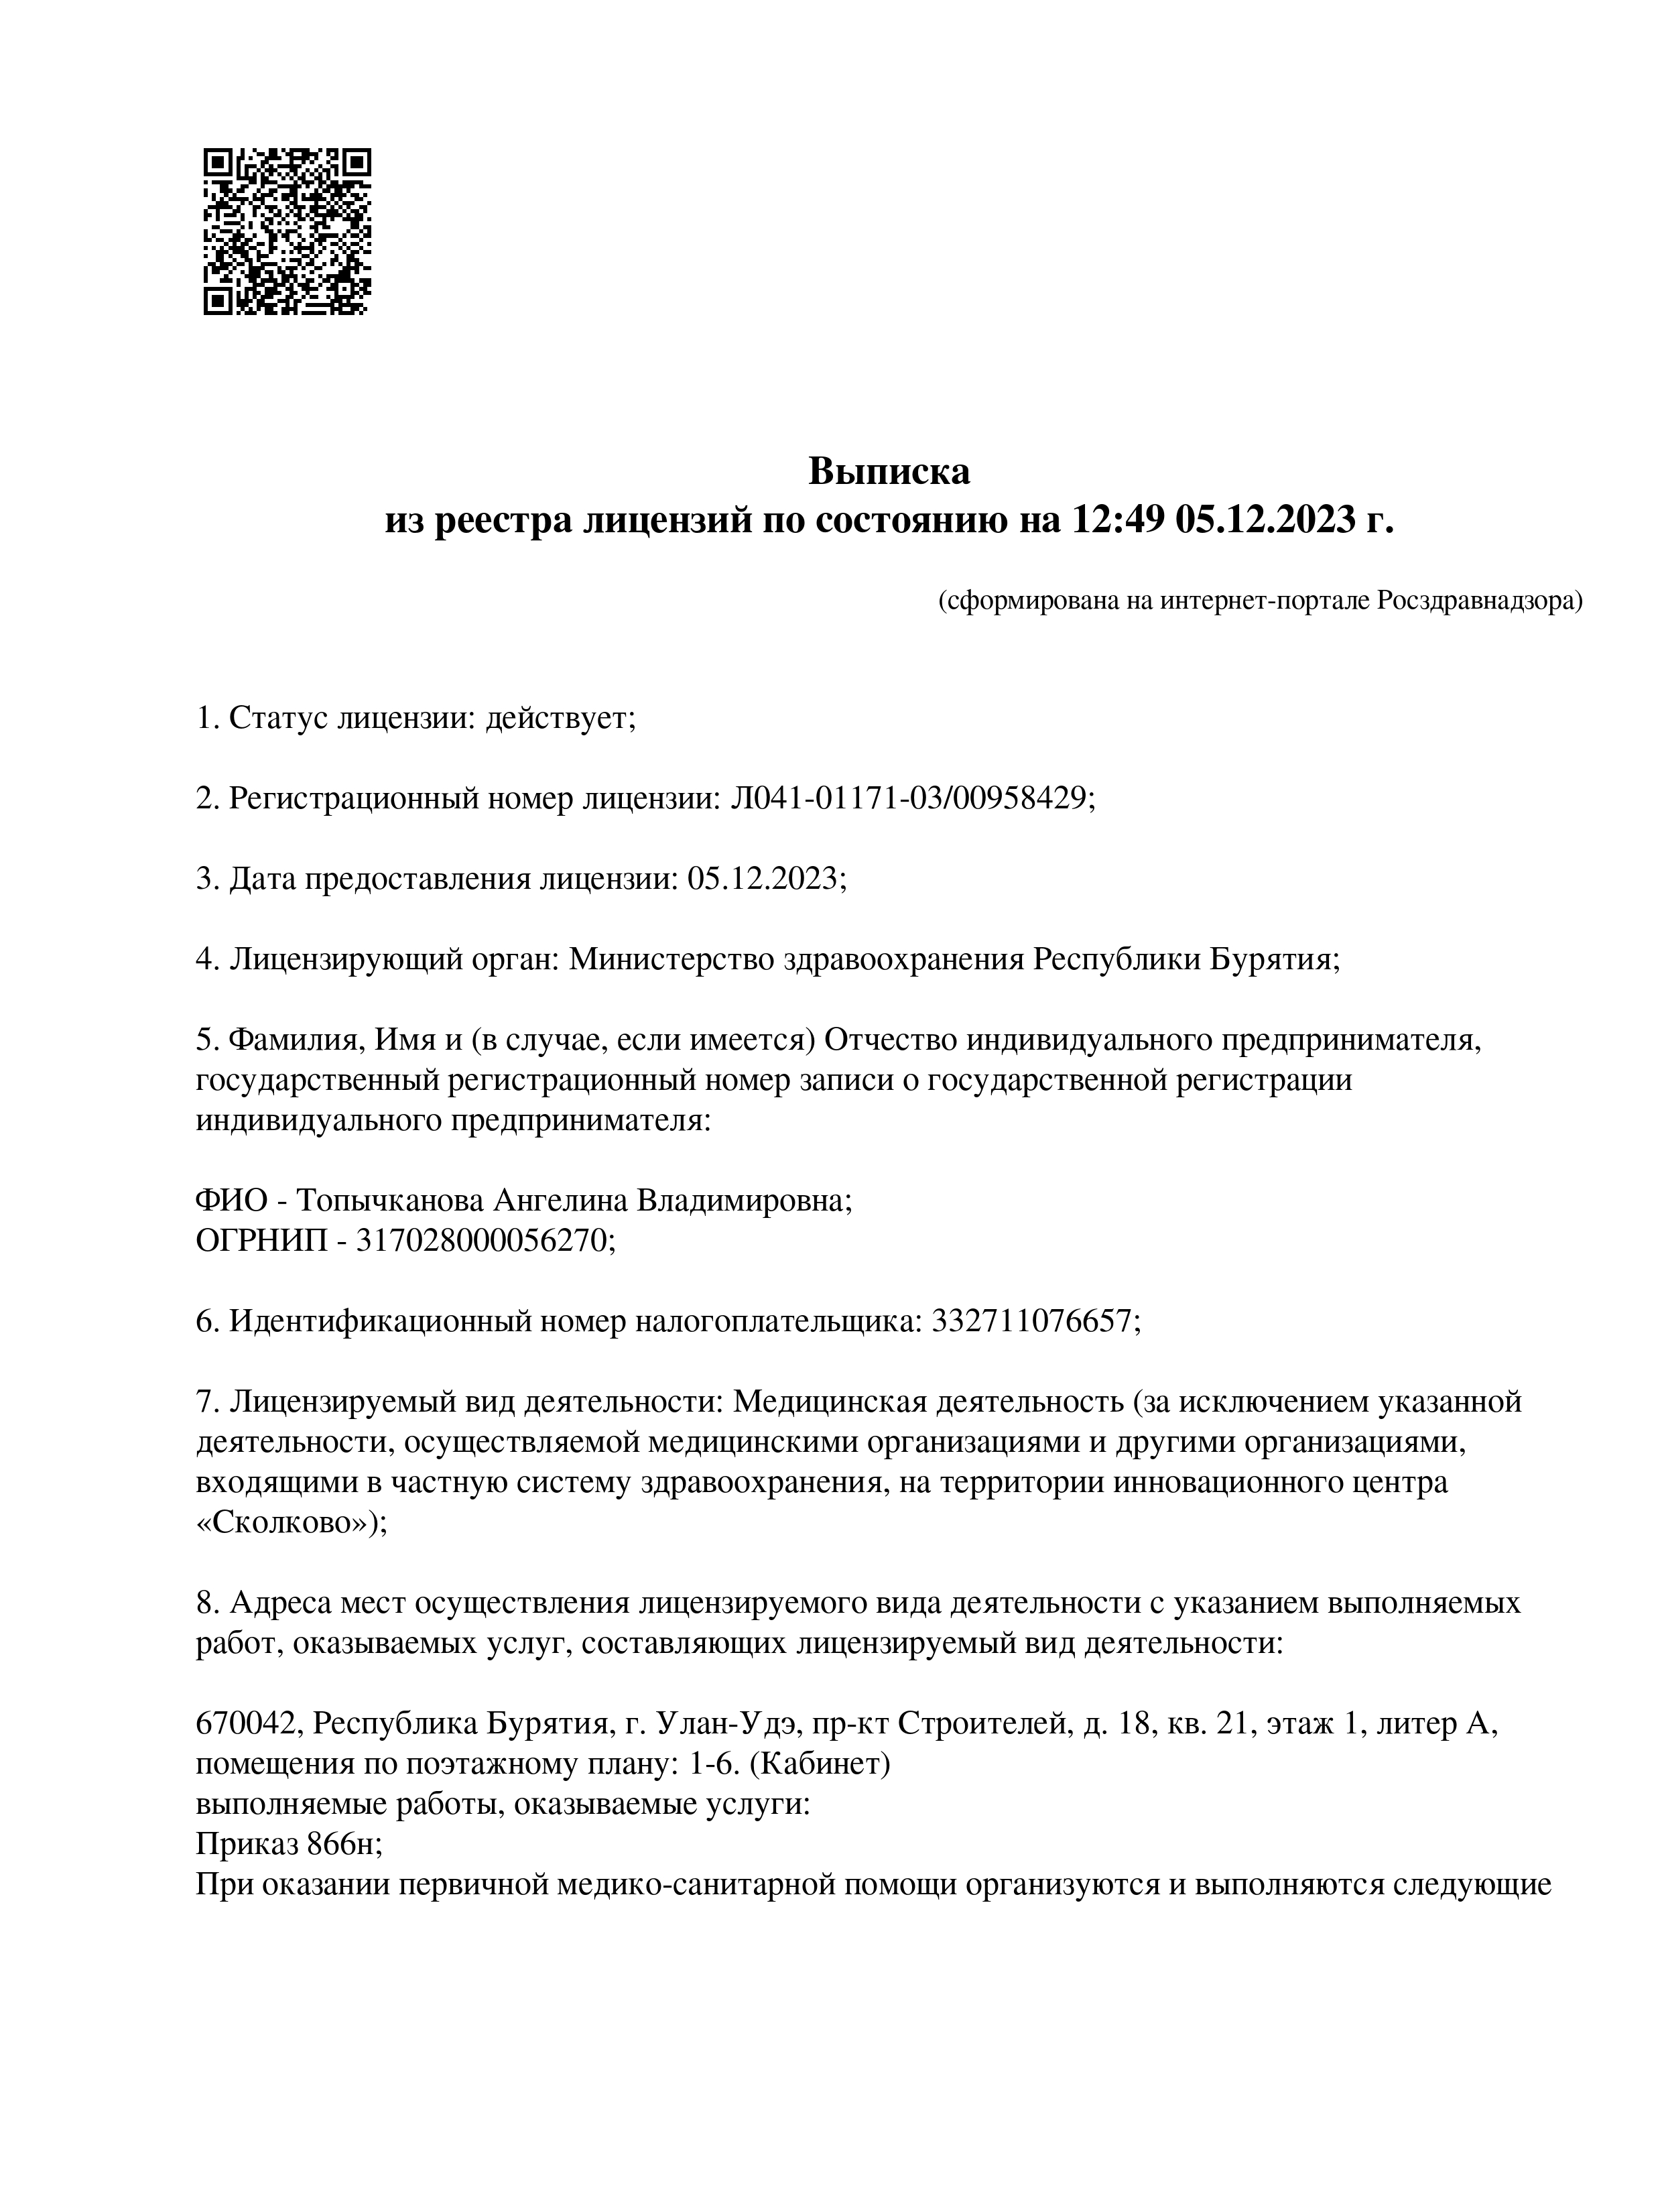 Выписка
из реестра лицензий по состоянию на 12:49 05.12.2023 г.
(сформирована на интернет-портале Росздравнадзора)
1. Статус лицензии: действует;
2. Регистрационный номер лицензии: Л041-01171-03/00958429;
3. Дата предоставления лицензии: 05.12.2023;
4. Лицензирующий орган: Министерство здравоохранения Республики Бурятия;
5. Фамилия, Имя и (в случае, если имеется) Отчество индивидуального предпринимателя,
государственный регистрационный номер записи о государственной регистрации
индивидуального предпринимателя:
ФИО - Топычканова Ангелина Владимировна;
ОГРНИП - 317028000056270;
6. Идентификационный номер налогоплательщика: 332711076657;
7. Лицензируемый вид деятельности: Медицинская деятельность (за исключением указанной
деятельности, осуществляемой медицинскими организациями и другими организациями,
входящими в частную систему здравоохранения, на территории инновационного центра
«Сколково»);
8. Адреса мест осуществления лицензируемого вида деятельности с указанием выполняемых
работ, оказываемых услуг, составляющих лицензируемый вид деятельности:
670042, Республика Бурятия, г. Улан-Удэ, пр-кт Строителей, д. 18, кв. 21, этаж 1, литер А,
помещения по поэтажному плану: 1-6. (Кабинет)
выполняемые работы, оказываемые услуги:
Приказ 866н;
При оказании первичной медико-санитарной помощи организуются и выполняются следующие